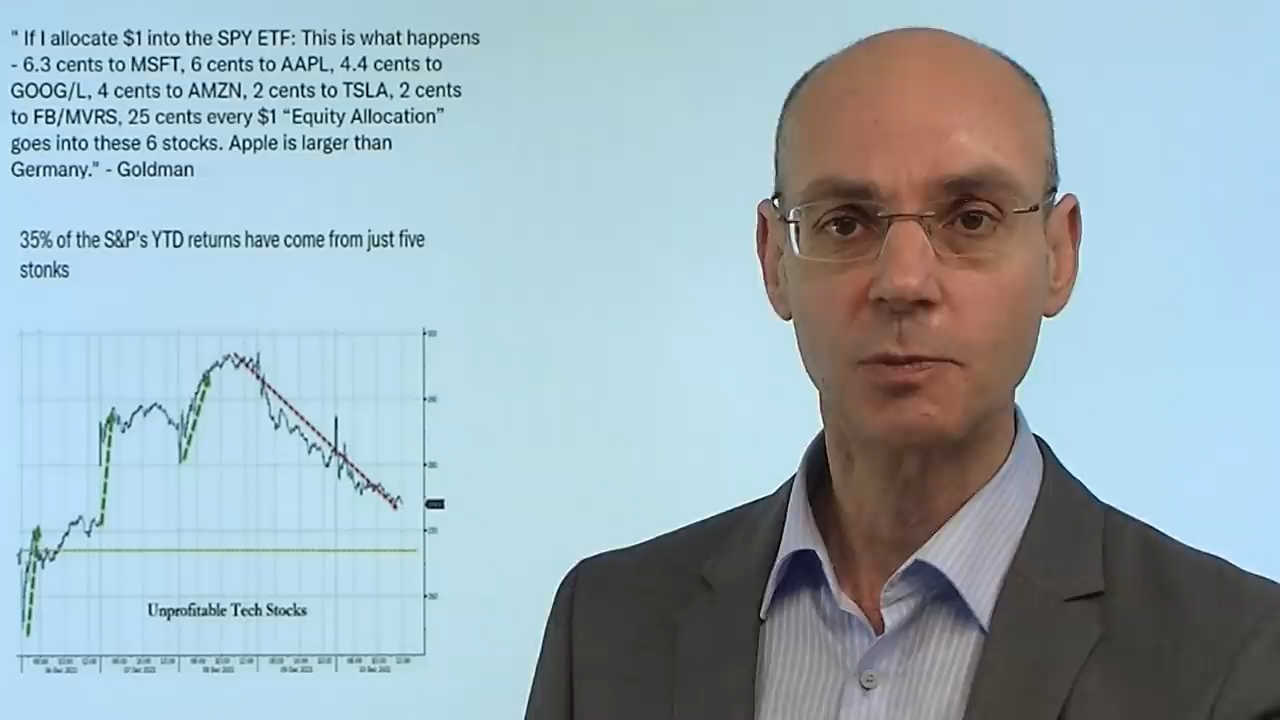 " If I allocate $1 into the SPY ETF: This is what happens
- 6.3 cents to MSFT, 6 cents to AAPL, 4.4 cents to
GOOG/L, 4 cents to AMZN, 2 cents to TSLA, 2 cents
to FB/MVRS, 25 cents every $1 “Equity Allocation”
goes into these 6 stocks. Apple is larger than
Germany." - Goldman
35% of the S&P's YTD returns have come from just five
stonks
Unprofitable Tech Stocks